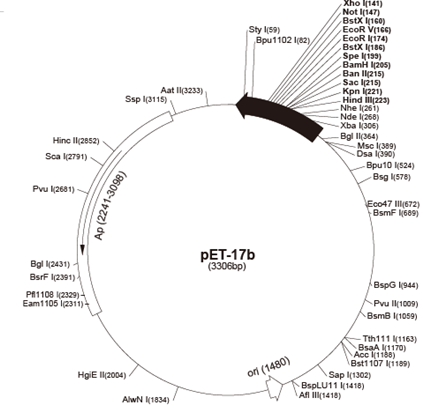 Xho I(141)
Not I(147)
BstX I(160)
EcoR V(166)
EcoR I(174)
BstX I(186)
Spe I(199)
BamH I(205)
Ban II(215)
Sac I(215)
Kpn I(221)
Hind III(223)
Nhe I(261)
Nde I(268)
Xba I(306)
Bgl II(364)
Msc I(389)
Dsa I(390)
Bpu10 I(524)
Bsg I(578)
Eco47 III(672)
BsmF I(689)
BspG I(944)
Pvu II(1009)
BsmB I(1059)
Tth111 I(1163)
BsaA I(1170)
Acc I(1188)
Bst1107 I(1189)
Sap I(1302)
BspLU11 I(1418)
Afl III(1418)
Sty I(59)
Bpu1102 I(82)
Aat II(3233)
Ssp I(3115)
Hinc II(2852)
Sca I(2791)
Pvu I(2681)
Bgl I(2431)
BsrF I(2391)
Pfl1108 I(2329)
Eam1105 I(2311)
HgiE II(2004)
AlwN I(1834)
Ap (2241-3098)
pET-17b
(3306bp)
ori (1480)